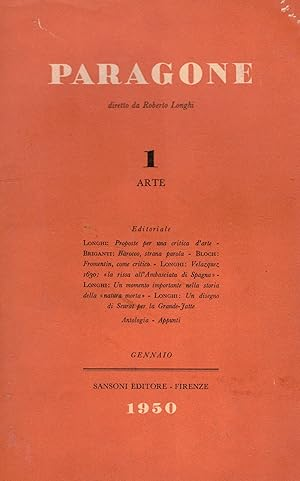 PARAGONE
diretto da Roberto Longhi
1
ARTE
Editoriale
LONGHI: Proposte per una critica d'arte -
BRIGANTI: Barocco, strana parola - BLOCH:
Fromentin, come critico - LONGHI: Velazquez
1630: «la rissa all'Ambasciata di Spagna» -
LONGHI: Un momento importante nella storia
della «natura morta» - LONGHI: Un disegno
di Seurat per la Grande-Jatte
Antologia - Appunti
GENNAIO
SANSONI EDITORE - FIRENZE
1950